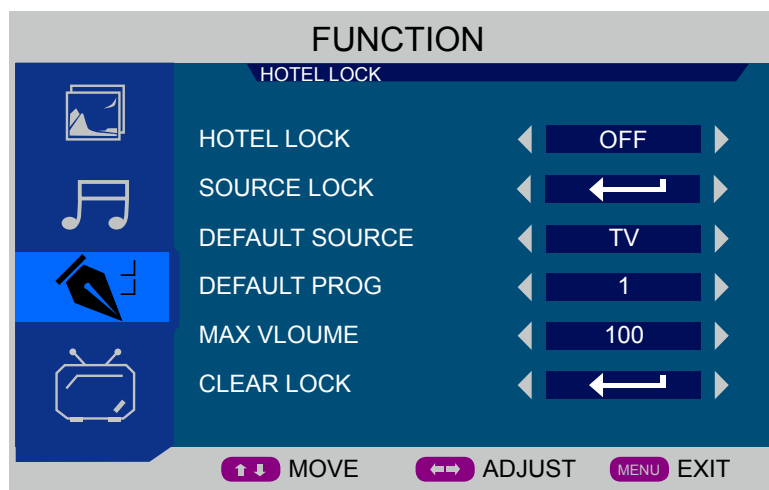 FUNCTION
HOTEL LOCK
HOTEL LOCK OFF
SOURCE LOCK
DEFAULT SOURCE TV
DEFAULT PROG 1
MAX VLOUME 100
CLEAR LOCK
MOVE ADJUST MENU EXIT